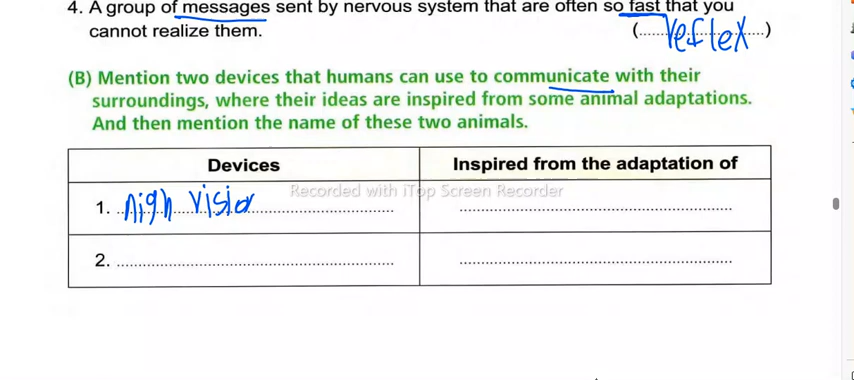 4. A group of messages sent by nervous system that are often so fast that you
cannot realize them. (....reflex....)
(B) Mention two devices that humans can use to communicate with their
surroundings, where their ideas are inspired from some animal adaptations.
And then mention the name of these two animals.
Devices Inspired from the adaptation of
Recorded with iTop Screen Recorder
1. nigh visior
2.